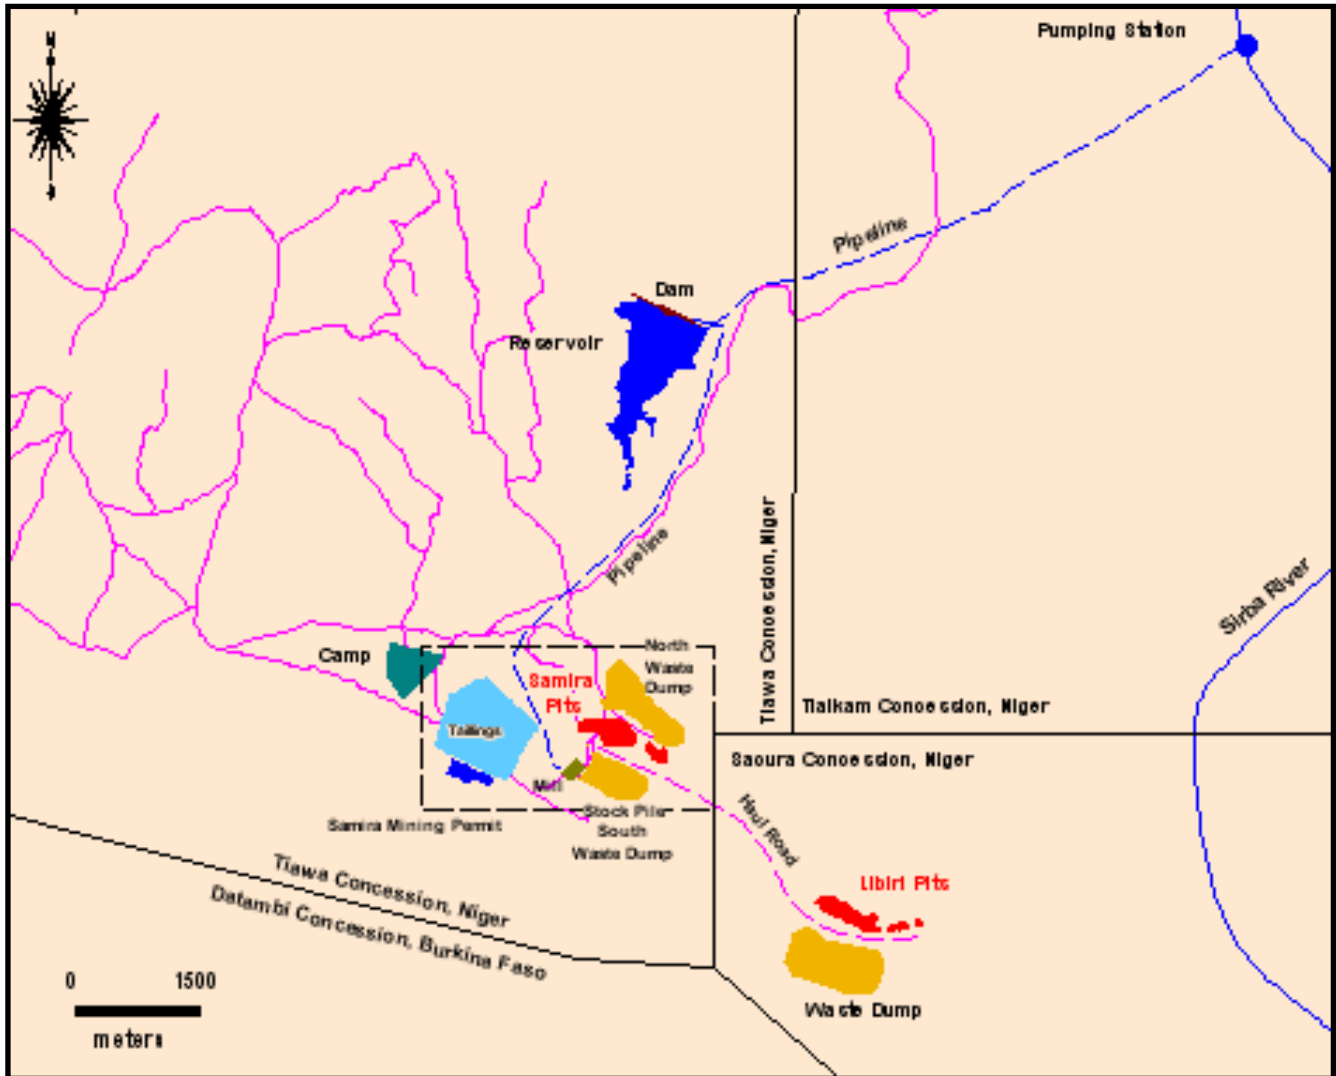 Pumping Station
N
Pipeline
Dam
Reservoir
Pipeline
Tiawa Concession, Niger
Sirba River
North
Waste
Dump
Camp
Samira
Pits
Tialkam Concession, Niger
Tailings
Saoura Concession, Niger
Mill
Stock Pile
South
Waste Dump
Samira Mining Permit
Haul Road
Libiri Pits
Tiawa Concession, Niger
Datambi Concession, Burkina Faso
0 1500
meters
Waste Dump